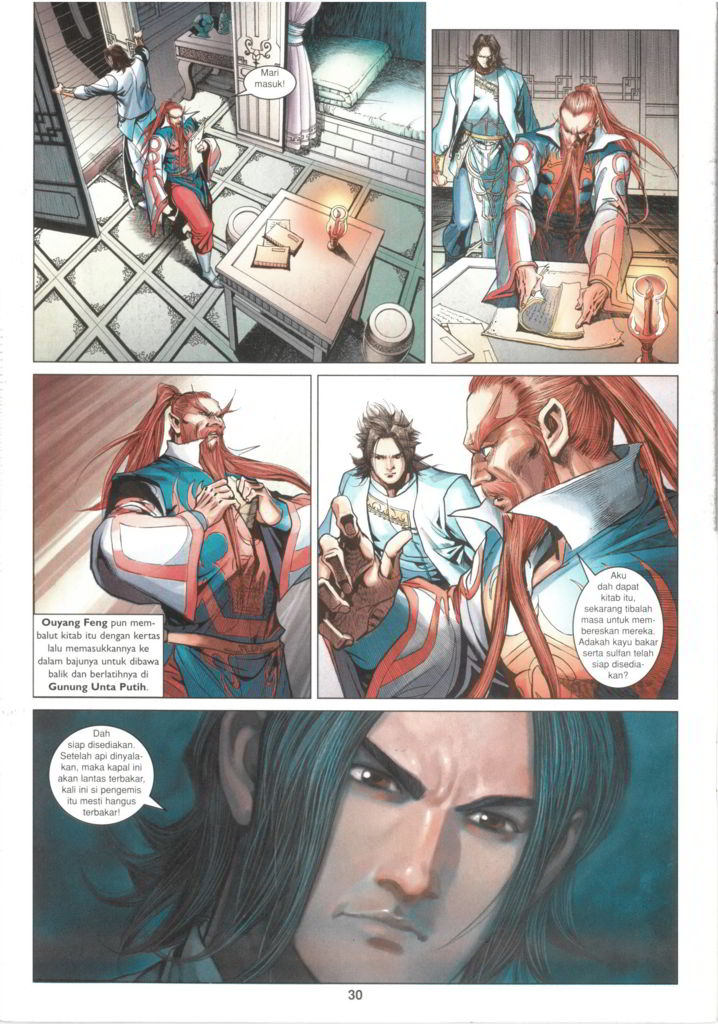 Mari
masuk!
Ouyang Feng pun mem-
balut kitab itu dengan kertas
lalu memasukkannya ke
dalam bajunya untuk dibawa
balik dan berlatihnya di
Gunung Unta Putih.
Aku
dah dapat
kitab itu,
sekarang tibalah
masa untuk mem-
bereskan mereka.
Adakah kayu bakar
serta sulfan telah
siap disedia-
kan?
Dah
siap disediakan.
Setelah api dinyala-
kan, maka kapal ini
akan lantas terbakar,
kali ini si pengemis
itu mesti hangus
terbakar!
30